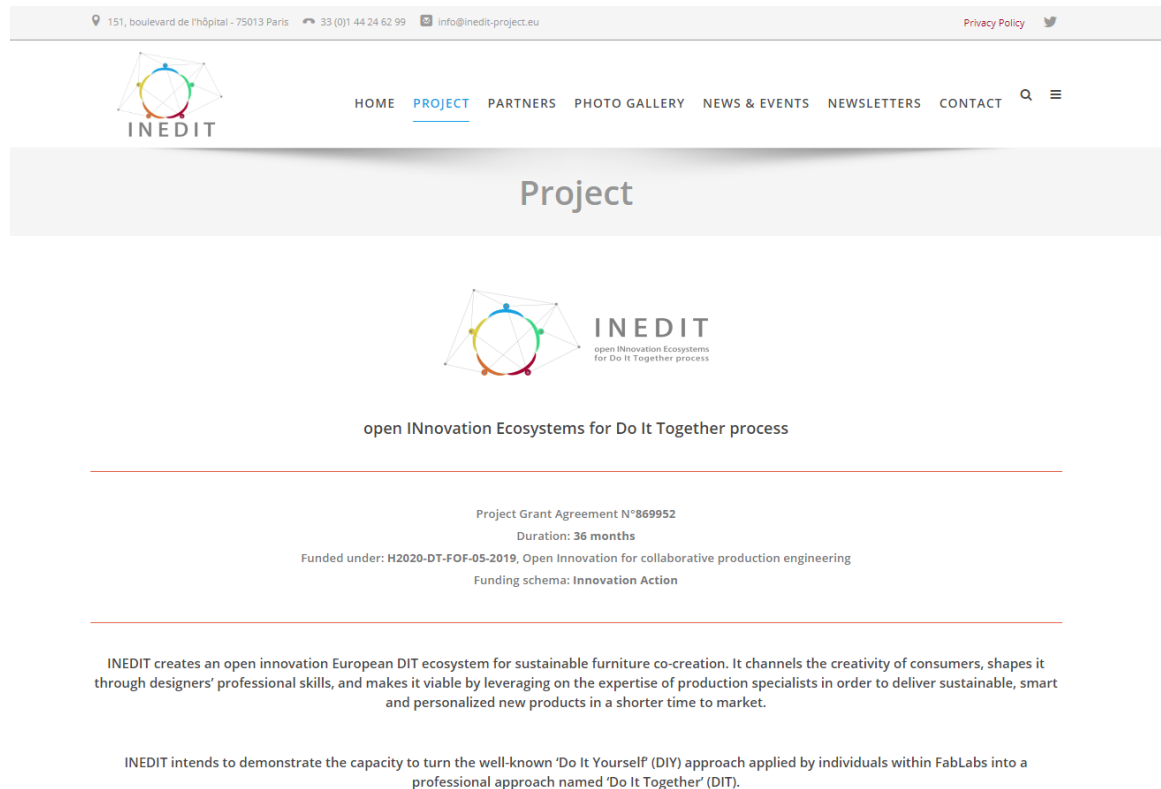 151, boulevard de l'hôpital - 75013 Paris 33 (0)1 44 24 62 99 info@inedit-project.eu Privacy Policy
INEDIT
HOME PROJECT PARTNERS PHOTO GALLERY NEWS & EVENTS NEWSLETTERS CONTACT
Project
INEDIT
open INnovation Ecosystems
for Do It Together process
open INnovation Ecosystems for Do It Together process
Project Grant Agreement N°869952
Duration: 36 months
Funded under: H2020-DT-FOF-05-2019, Open Innovation for collaborative production engineering
Funding schema: Innovation Action
INEDIT creates an open innovation European DIT ecosystem for sustainable furniture co-creation. It channels the creativity of consumers, shapes it
through designers’ professional skills, and makes it viable by leveraging on the expertise of production specialists in order to deliver sustainable, smart
and personalized new products in a shorter time to market.
INEDIT intends to demonstrate the capacity to turn the well-known ‘Do It Yourself’ (DIY) approach applied by individuals within FabLabs into a
professional approach named ‘Do It Together’ (DIT).